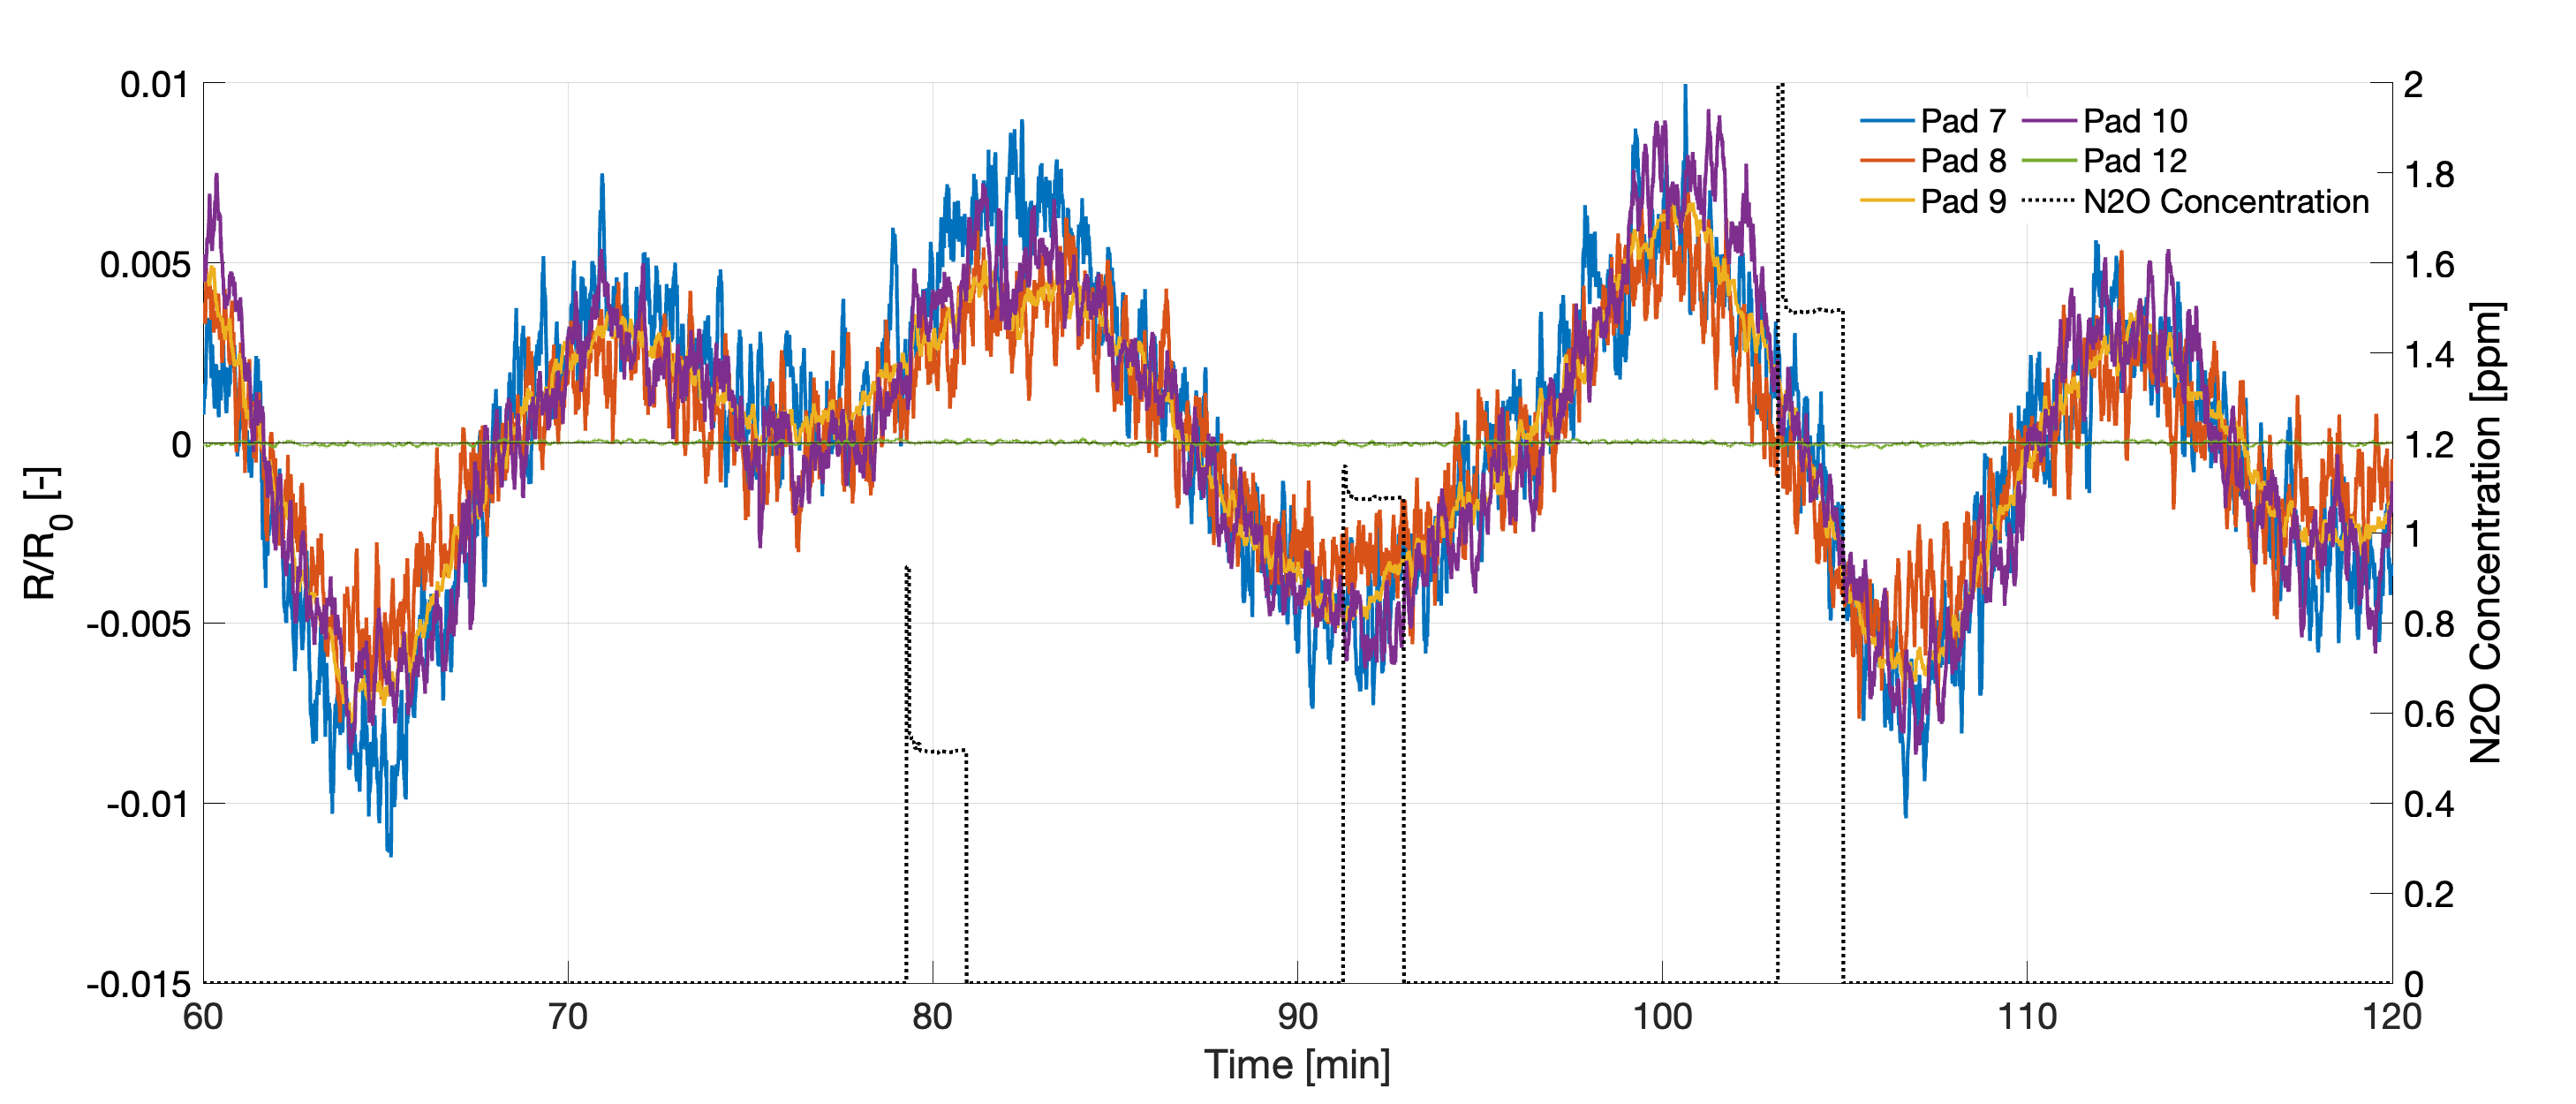 0.01
0.005
0
-0.005
-0.01
-0.015
R/R0 [-]
60 70 80 90 100 110 120
Time [min]
2
1.8
1.6
1.4
1.2
1
0.8
0.6
0.4
0.2
0
N2O Concentration [ppm]
Pad 7 Pad 10
Pad 8 Pad 12
Pad 9 N2O Concentration